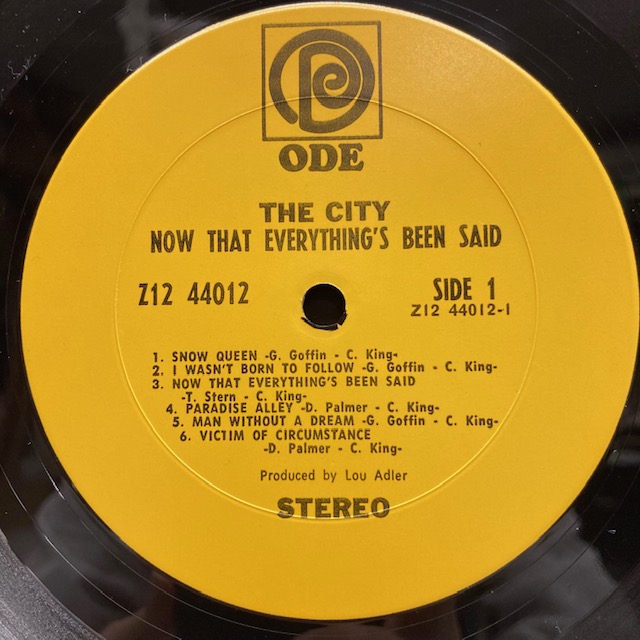 ODE
THE CITY
NOW THAT EVERYTHING'S BEEN SAID
Z12 44012
SIDE 1
Z12 44012-1
1. SNOW QUEEN -G. Goffin - C. King-
2. I WASN'T BORN TO FOLLOW -G. Goffin - C. King-
3. NOW THAT EVERYTHING'S BEEN SAID
-T. Stern - C. King-
4. PARADISE ALLEY -D. Palmer - C. King-
5. MAN WITHOUT A DREAM -G. Goffin - C. King-
6. VICTIM OF CIRCUMSTANCE
-D. Palmer - C. King-
Produced by Lou Adler
STEREO